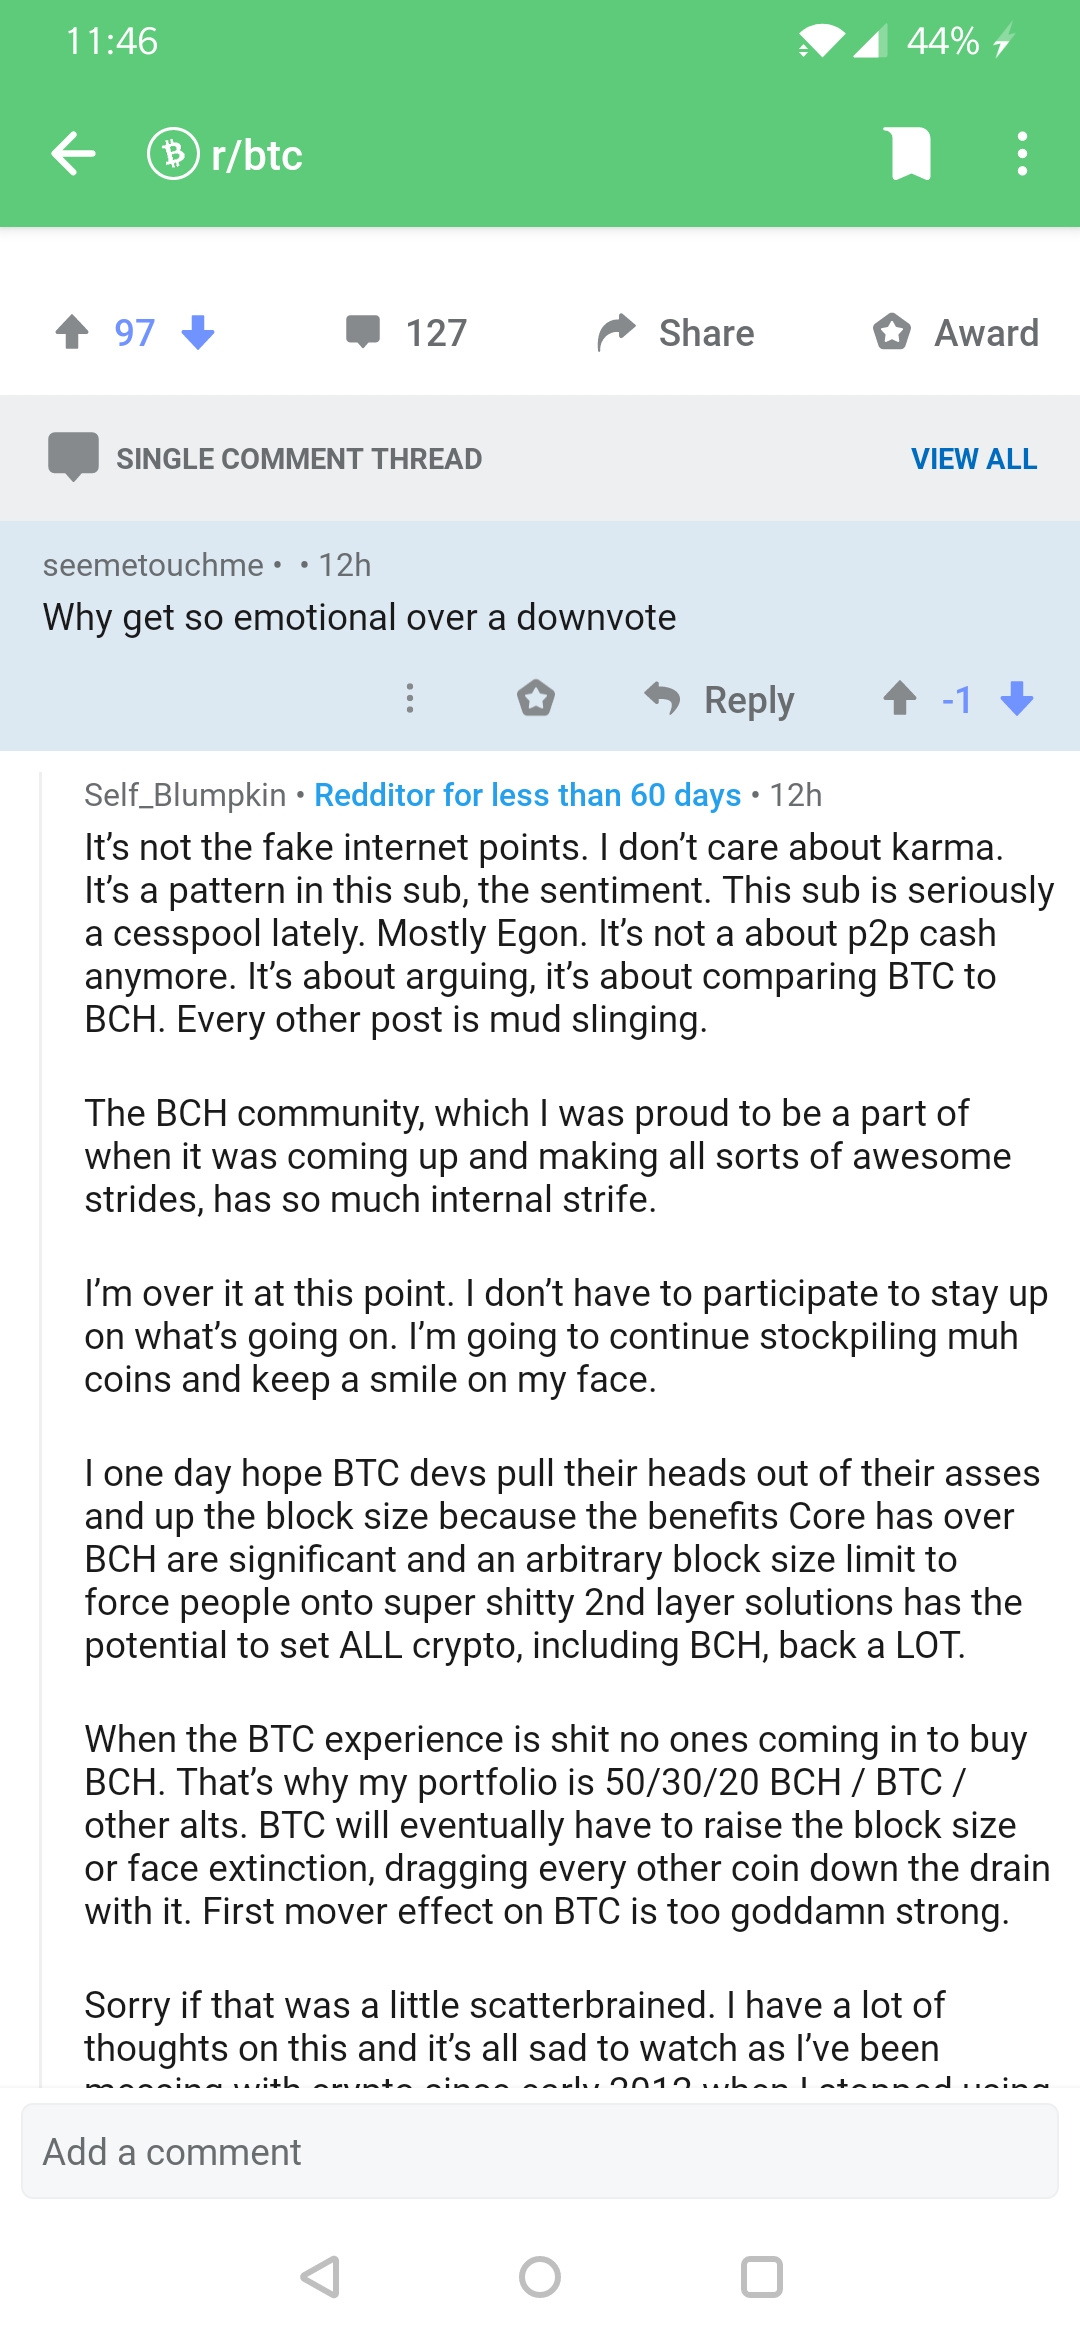 11:46
44%
r/btc
97
127
Share
Award
SINGLE COMMENT THREAD
VIEW ALL
seemetouchme • • 12h
Why get so emotional over a downvote
Reply
-1
Self_Blumpkin • Redditor for less than 60 days • 12h
It’s not the fake internet points. I don’t care about karma.
It’s a pattern in this sub, the sentiment. This sub is seriously
a cesspool lately. Mostly Egon. It’s not a about p2p cash
anymore. It’s about arguing, it’s about comparing BTC to
BCH. Every other post is mud slinging.
The BCH community, which I was proud to be a part of
when it was coming up and making all sorts of awesome
strides, has so much internal strife.
I’m over it at this point. I don’t have to participate to stay up
on what’s going on. I’m going to continue stockpiling muh
coins and keep a smile on my face.
I one day hope BTC devs pull their heads out of their asses
and up the block size because the benefits Core has over
BCH are significant and an arbitrary block size limit to
force people onto super shitty 2nd layer solutions has the
potential to set ALL crypto, including BCH, back a LOT.
When the BTC experience is shit no ones coming in to buy
BCH. That’s why my portfolio is 50/30/20 BCH / BTC /
other alts. BTC will eventually have to raise the block size
or face extinction, dragging every other coin down the drain
with it. First mover effect on BTC is too goddamn strong.
Sorry if that was a little scatterbrained. I have a lot of
thoughts on this and it’s all sad to watch as I’ve been
with crypto since early when I stopped using
Add a comment